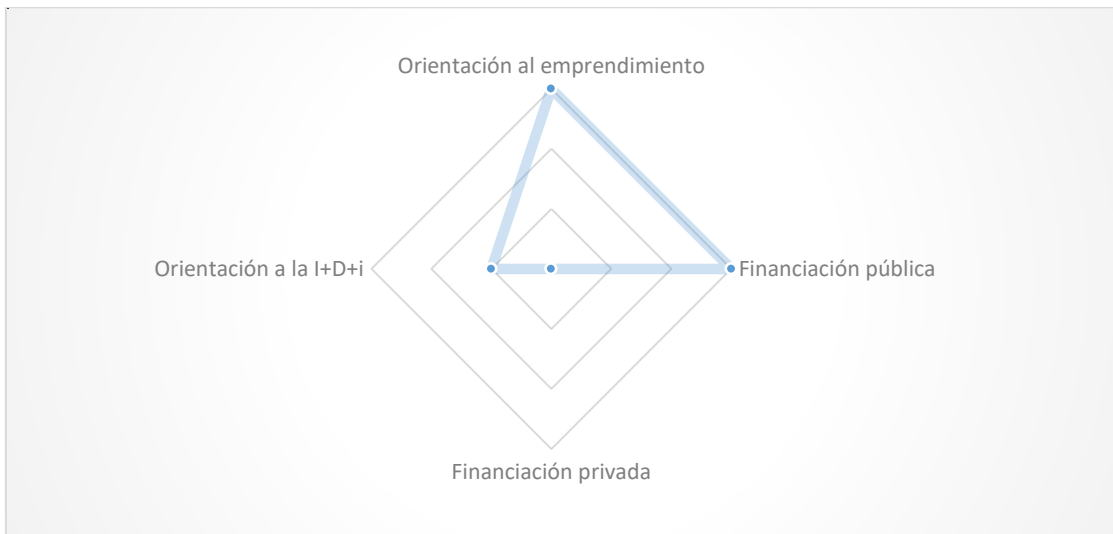 Orientación al emprendimiento
Orientación a la I+D+i
Financiación pública
Financiación privada